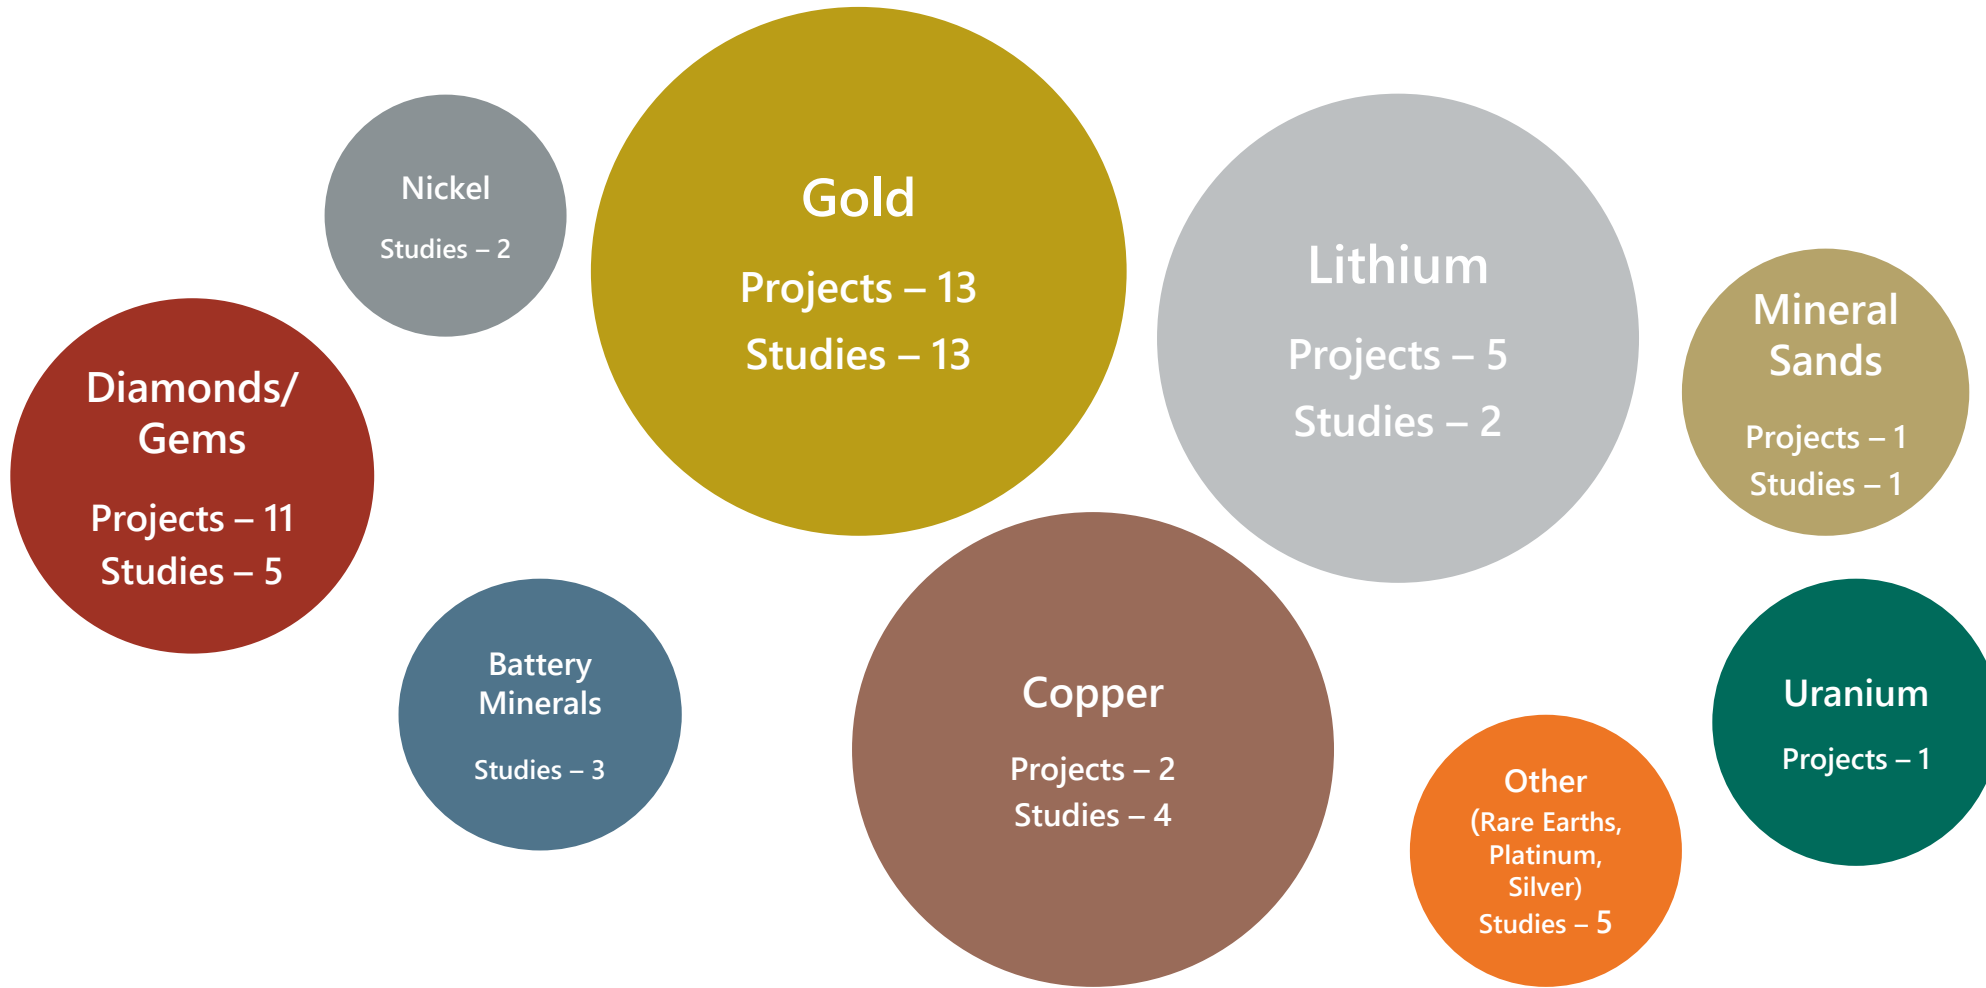 Nickel
Studies – 2
Gold
Projects – 13
Studies – 13
Lithium
Projects – 5
Studies – 2
Mineral
Sands
Projects – 1
Studies – 1
Diamonds/
Gems
Projects – 11
Studies – 5
Battery
Minerals
Studies – 3
Copper
Projects – 2
Studies – 4
Other
(Rare Earths,
Platinum,
Silver)
Studies – 5
Uranium
Projects – 1